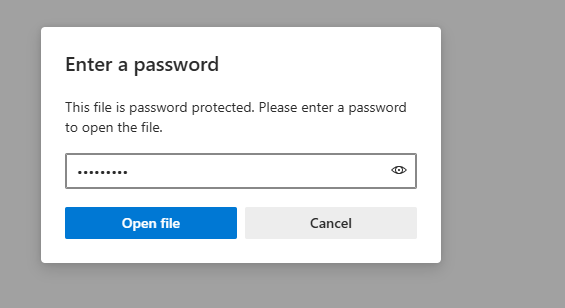 Enter a password
This file is password protected. Please enter a password
to open the file.
•••••••••
Open file
Cancel